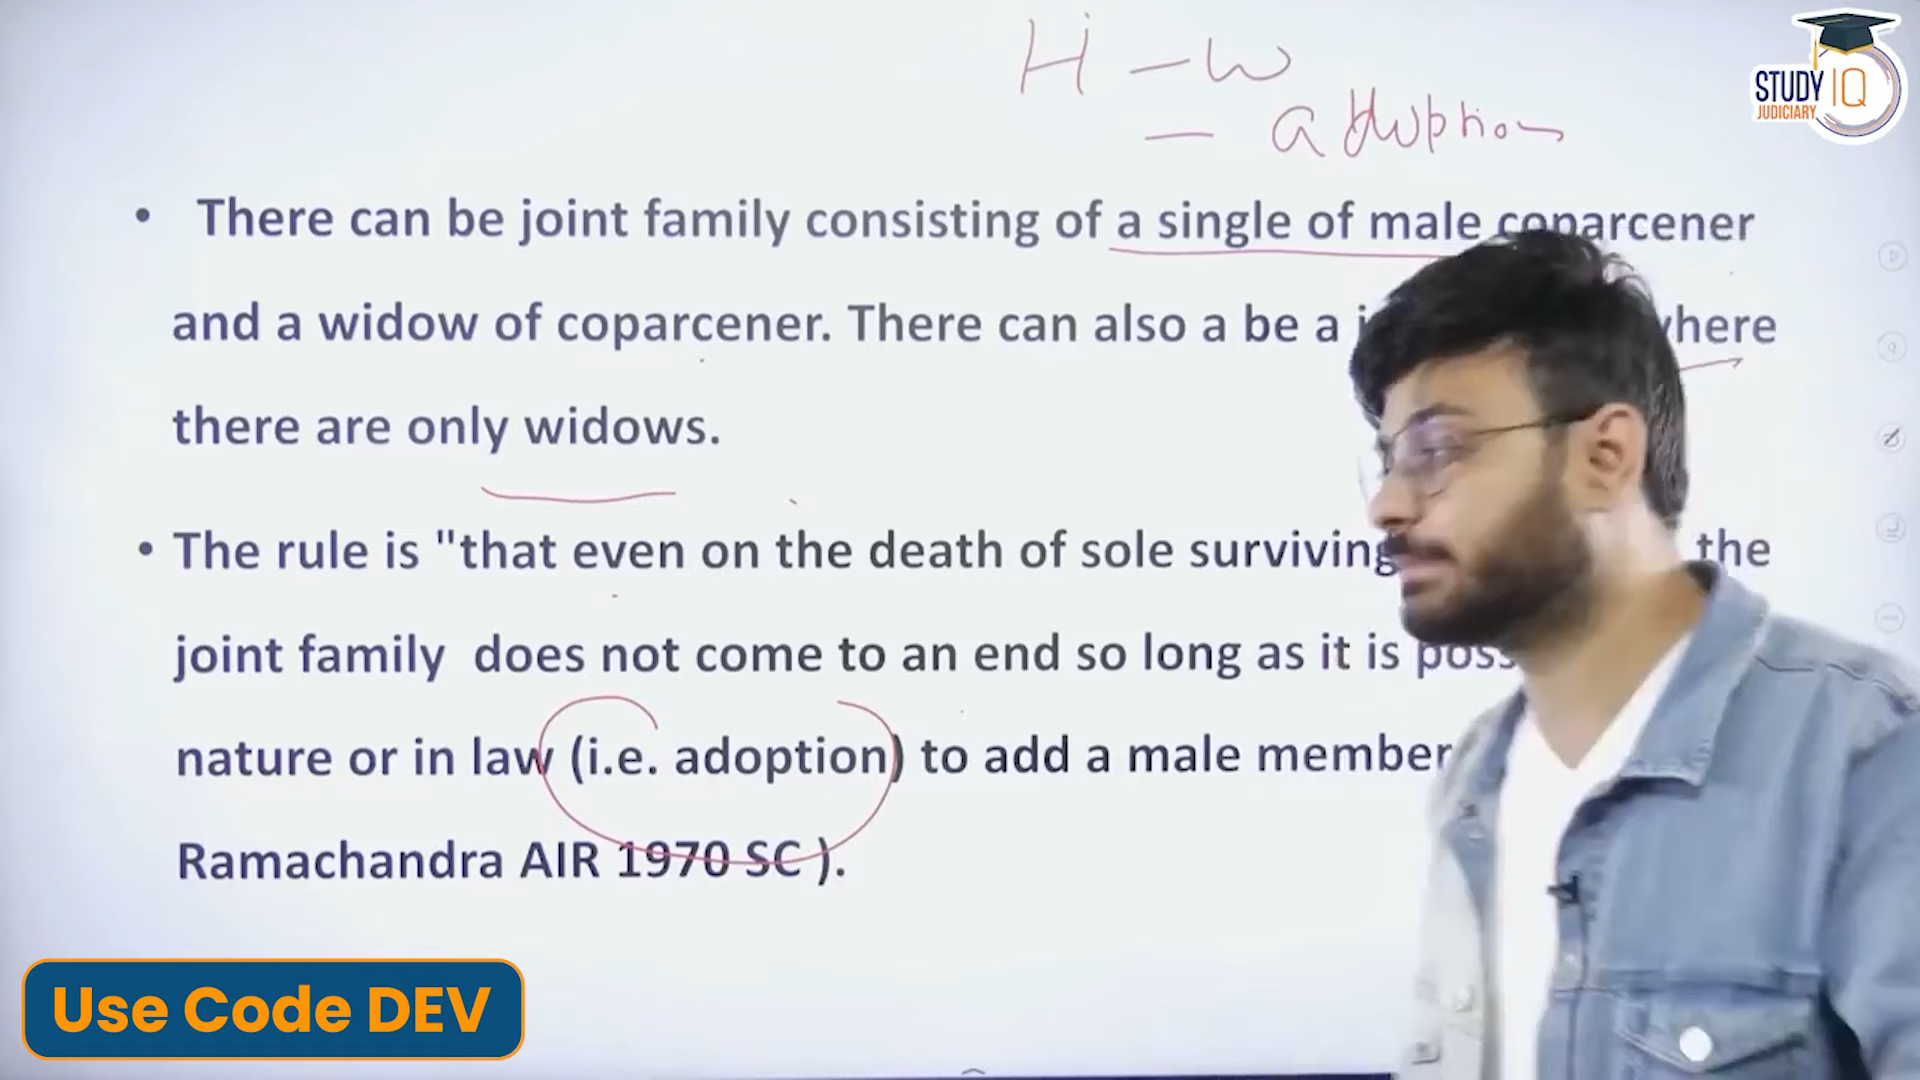 H - W
- adoption
STUDY IQ
JUDICIARY
• There can be joint family consisting of a single of male coparcener
and a widow of coparcener. There can also a be a where
there are only widows.
• The rule is "that even on the death of sole surviving the
joint family does not come to an end so long as it is
nature or in law (i.e. adoption) to add a male member
Ramachandra AIR 1970 SC ).
Use Code DEV